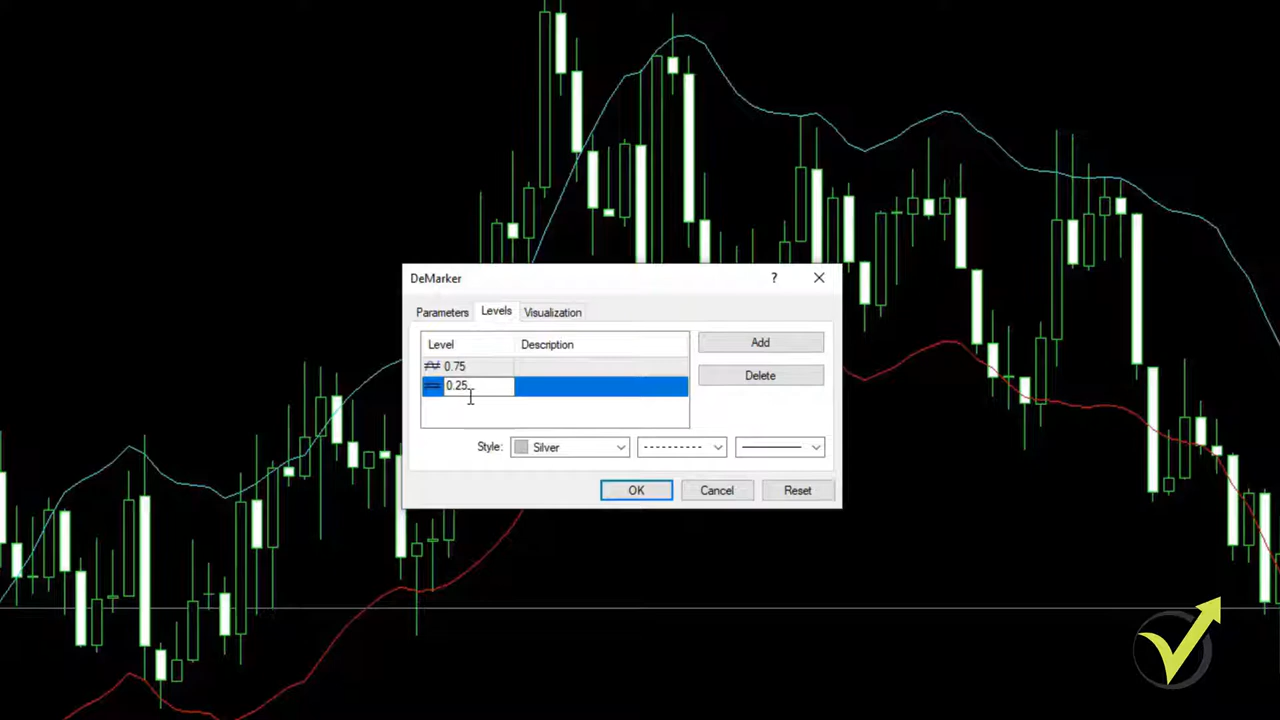 DeMarker ?
Parameters Levels Visualization
Level Description
0.75
0.25
Add
Delete
Style: Silver
OK Cancel Reset